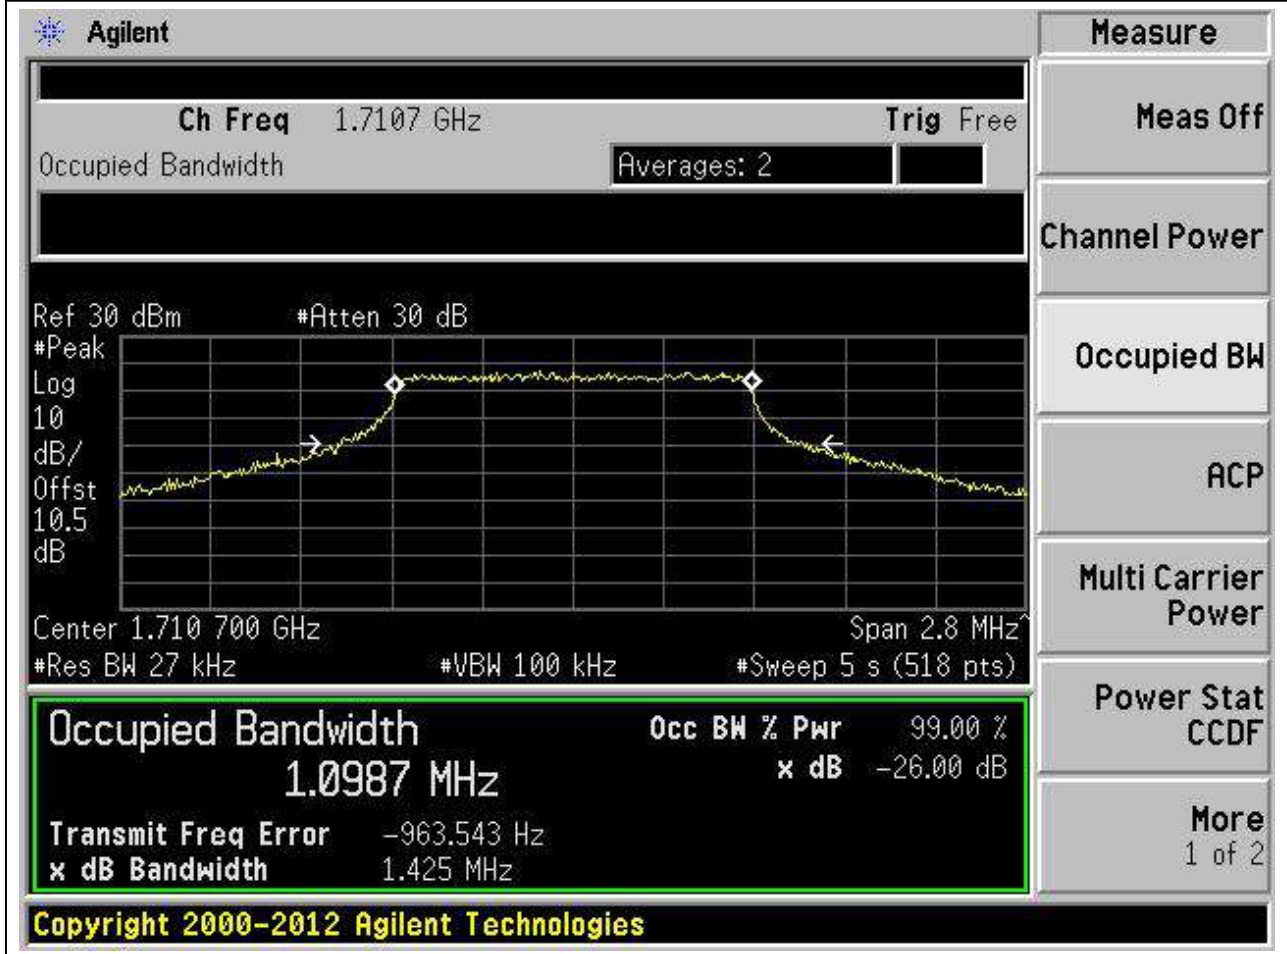 Agilent
Measure
Ch Freq 1.7107 GHz Trig Free
Occupied Bandwidth Averages: 2
Meas Off
Channel Power
Occupied BW
ACP
Multi Carrier
Power
Power Stat
CCDF
More
1 of 2
Ref 30 dBm #Atten 30 dB
#Peak
Log
10
dB/
Offst
10.5
dB
Center 1.710 700 GHz Span 2.8 MHz^
#Res BW 27 kHz #VBW 100 kHz #Sweep 5 s (518 pts)
Occupied Bandwidth Occ BW % Pwr 99.00 %
1.0987 MHz x dB -26.00 dB
Transmit Freq Error -963.543 Hz
x dB Bandwidth 1.425 MHz
Copyright 2000-2012 Agilent Technologies